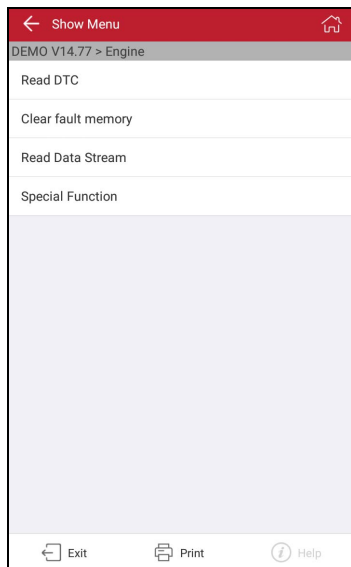 Show Menu
DEMO V14.77 > Engine
Read DTC
Clear fault memory
Read Data Stream
Special Function
Exit Print Help